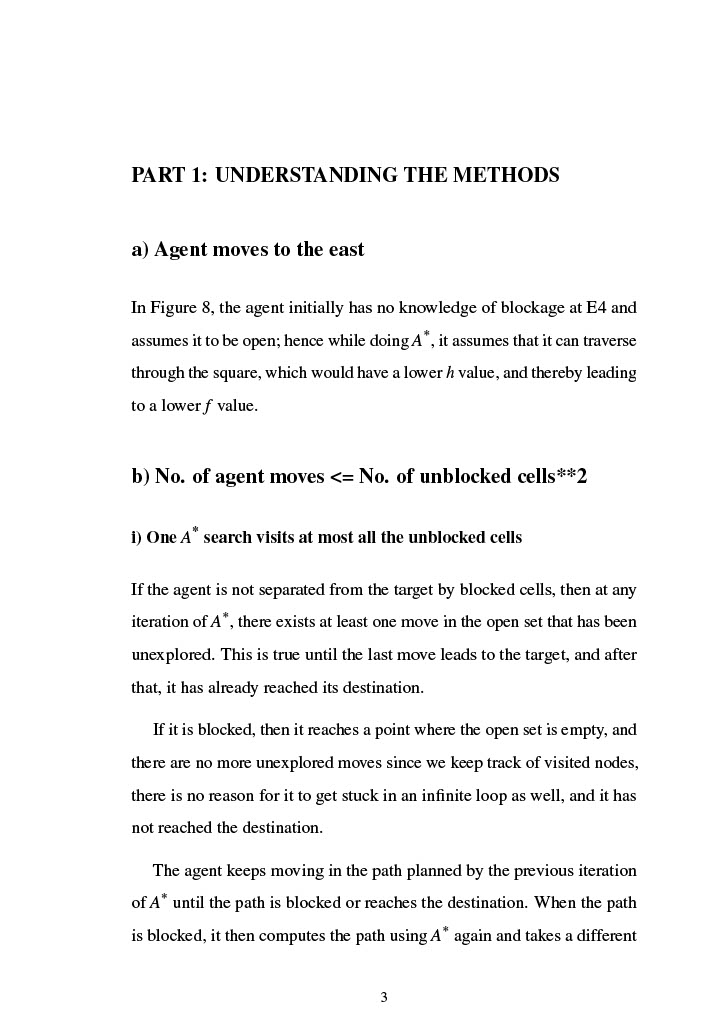 PART 1: UNDERSTANDING THE METHODS
a) Agent moves to the east
In Figure 8, the agent initially has no knowledge of blockage at E4 and
assumes it to be open; hence while doing A*, it assumes that it can traverse
through the square, which would have a lower h value, and thereby leading
to a lower f value.
b) No. of agent moves <= No. of unblocked cells**2
i) One A* search visits at most all the unblocked cells
If the agent is not separated from the target by blocked cells, then at any
iteration of A*, there exists at least one move in the open set that has been
unexplored. This is true until the last move leads to the target, and after
that, it has already reached its destination.
If it is blocked, then it reaches a point where the open set is empty, and
there are no more unexplored moves since we keep track of visited nodes,
there is no reason for it to get stuck in an infinite loop as well, and it has
not reached the destination.
The agent keeps moving in the path planned by the previous iteration
of A* until the path is blocked or reaches the destination. When the path
is blocked, it then computes the path using A* again and takes a different
3